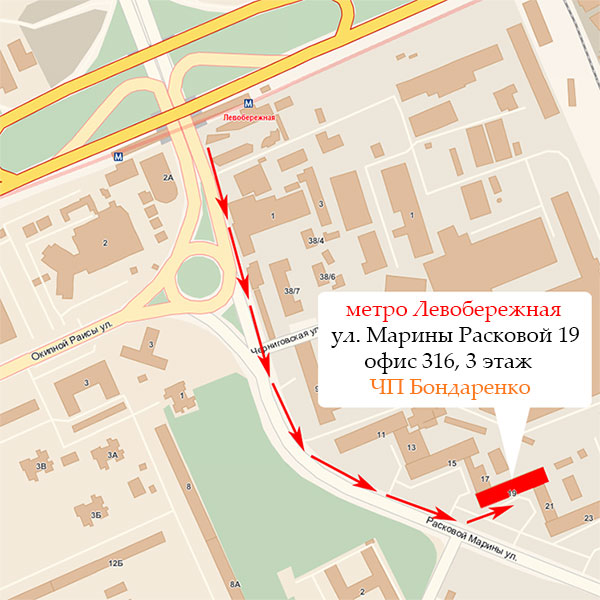 М
Левобережная
М
2А
2
1
3
38/4
38/6
38/7
1
Окипной Раисы ул.
Черниговская ул
метро Левобережная
ул. Марины Расковой 19
офис 316, 3 этаж
ЧП Бондаренко
3
3
1
3В
3А
3Б
8
11
13
15
17
19
21
23
Расковой Марины ул.
12Б
8А